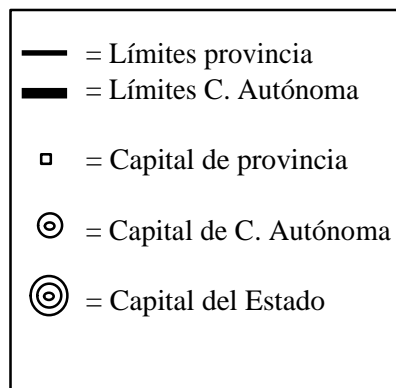 = Límites provincia
= Límites C. Autónoma
= Capital de provincia
= Capital de C. Autónoma
= Capital del Estado